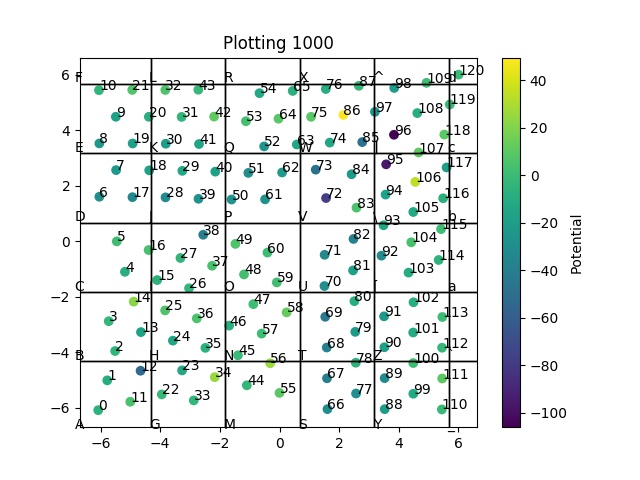 Plotting 1000
F 10 L 21 32 43 R 54 X 65 76 87 ^ 98 109 d 120
9 20 31 42 53 64 75 86 97 108 119
E 8 19 K 30 41 Q 52 63 W 74 85 96 107 c 118
7 18 29 40 51 62 73 84 95 106 117
D 6 17 28 39 P 50 61 V 72 83 94 105 b 116
5 16 27 38 49 60 71 82 93 104 115
C 4 15 26 37 O 48 59 U 70 81 92 103 a 114
3 14 25 36 47 58 69 80 91 102 113
B 2 13 H 24 35 N 46 57 T 68 79 Z 90 101 112
1 12 23 34 45 56 67 78 89 100 111
A 0 11 G 22 33 M 44 55 S 66 77 Y 88 99 110
6
4
2
0
−2
−4
−6
−6 −4 −2 0 2 4 6
40
20
0
−20
−40
−60
−80
−100
Potential